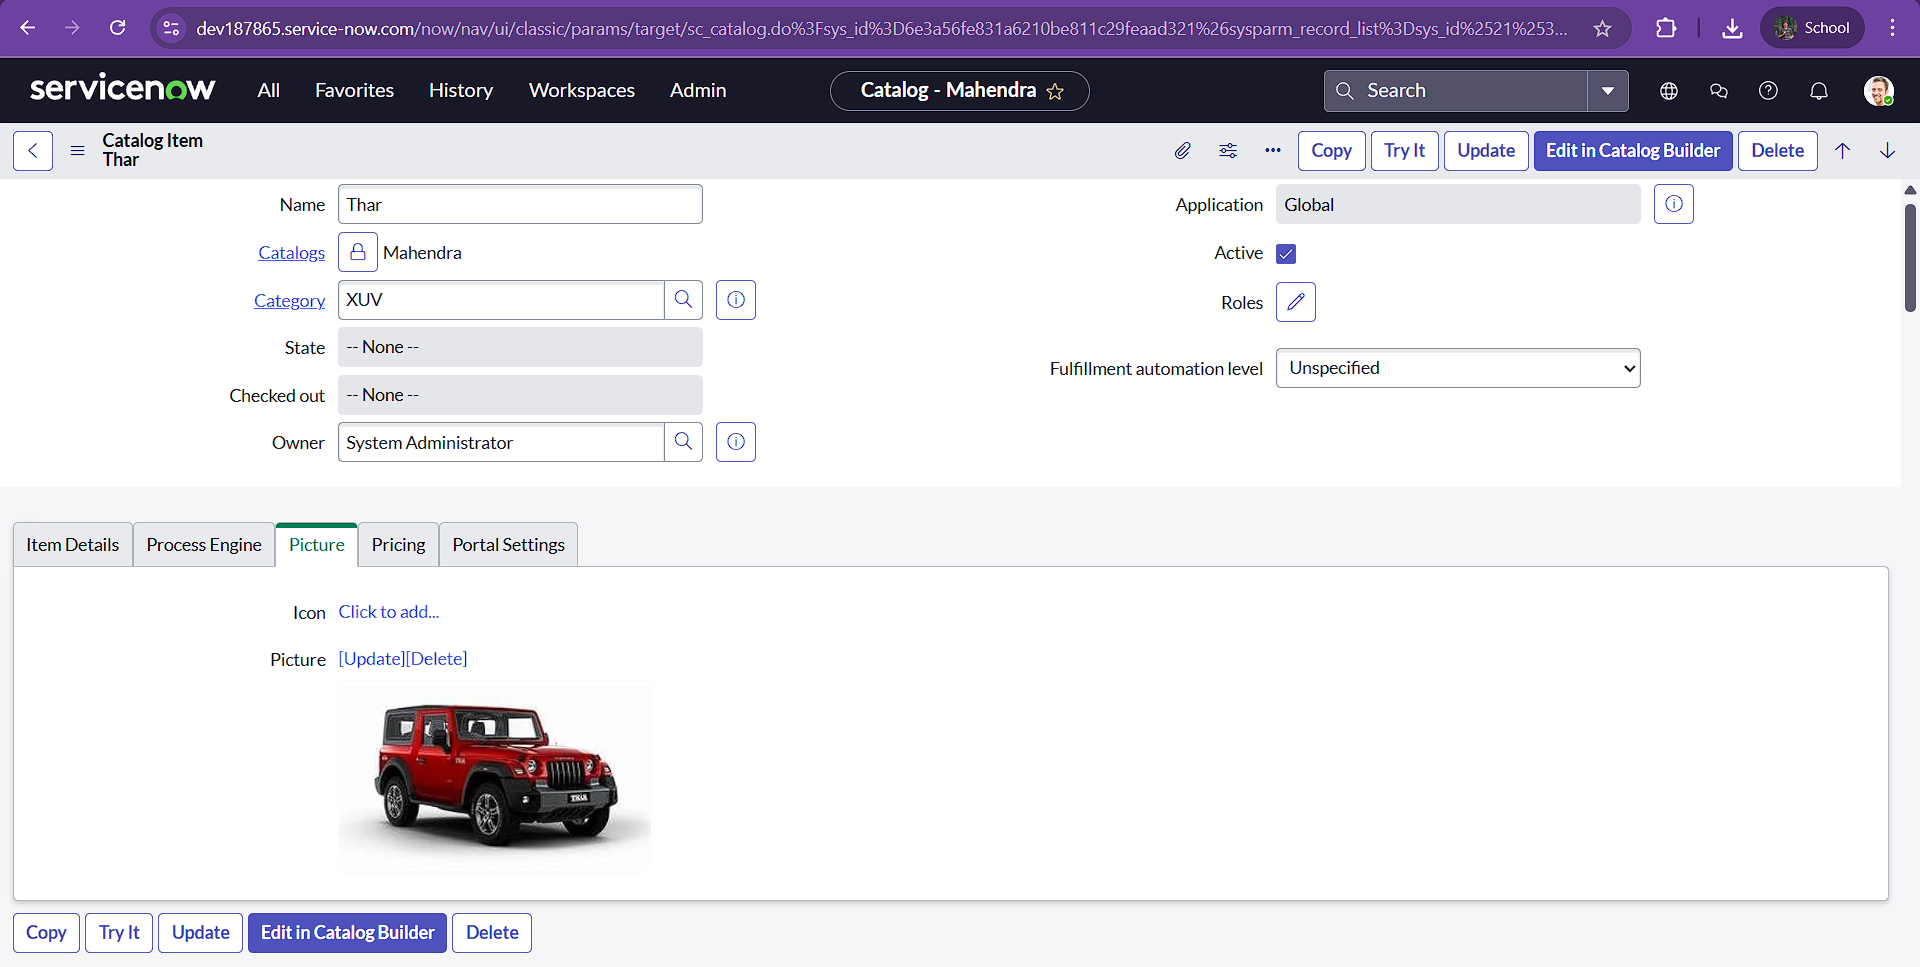 dev187865.service-now.com/now/nav/ui/classic/params/target/sc_catalog.do%3Fsys_id%3D6e3a56fe831a6210be811c29feaad321%26sysparm_record_list%3Dsys_id%2521%253...
School
servicenow
All
Favorites
History
Workspaces
Admin
Catalog - Mahendra
Search
Catalog Item
Thar
Copy
Try It
Update
Edit in Catalog Builder
Delete
Name
Thar
Application
Global
Catalogs
Mahendra
Active
Category
XUV
Roles
State
-- None --
Fulfillment automation level
Unspecified
Checked out
-- None --
Owner
System Administrator
Item Details
Process Engine
Picture
Pricing
Portal Settings
Icon
Click to add...
Picture
[Update][Delete]
THAR
Copy
Try It
Update
Edit in Catalog Builder
Delete